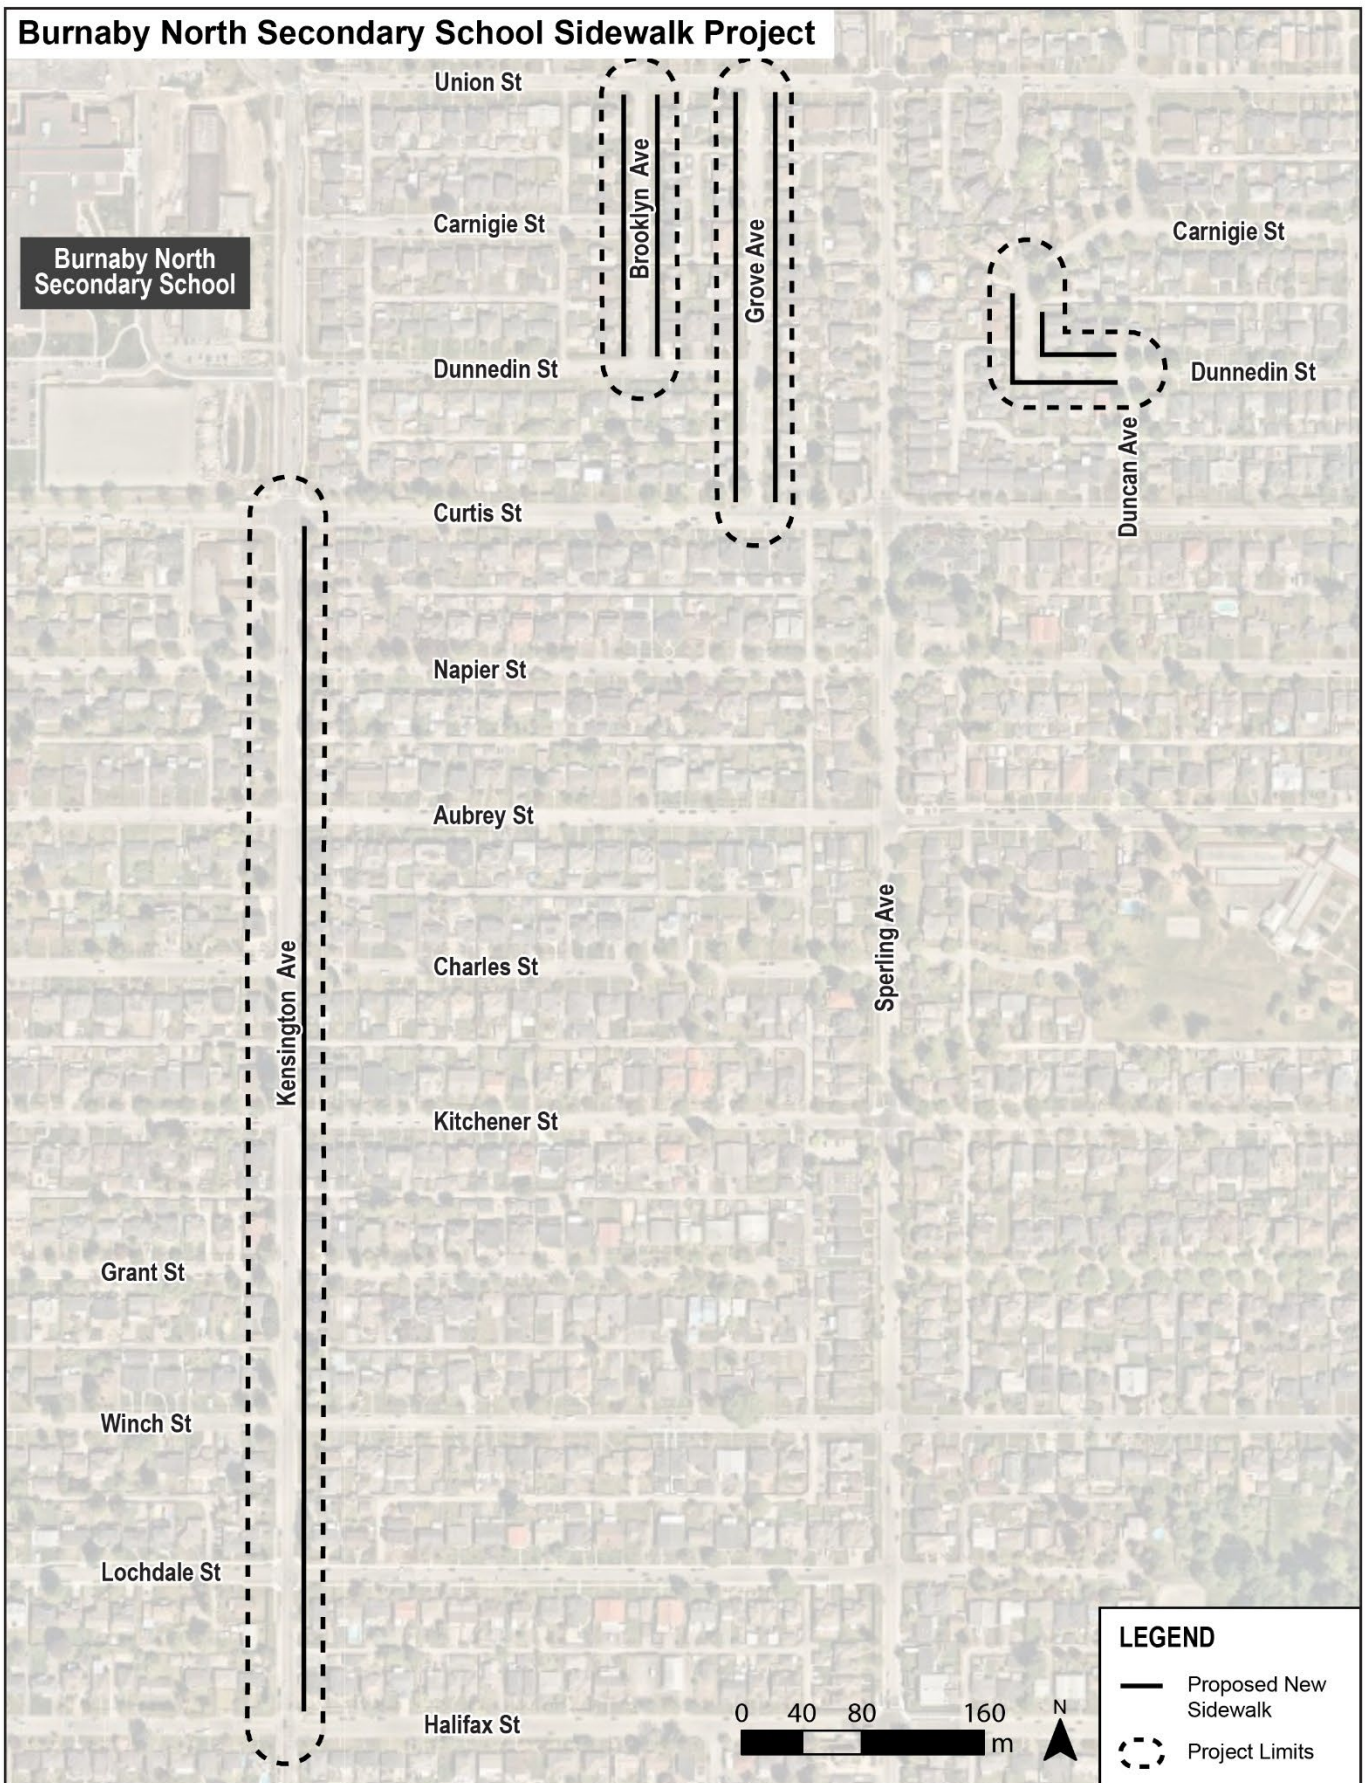 Burnaby North Secondary School Sidewalk Project
Union St
Brooklyn Ave
Grove Ave
Carnigie St
Carnigie St
Burnaby North
Secondary School
Dunnedin St
Dunnedin St
Duncan Ave
Curtis St
Napier St
Aubrey St
Sperling Ave
Charles St
Kensington Ave
Kitchener St
Grant St
Winch St
Lochdale St
Halifax St
0 40 80 160
m
N
LEGEND
Proposed New
Sidewalk
Project Limits